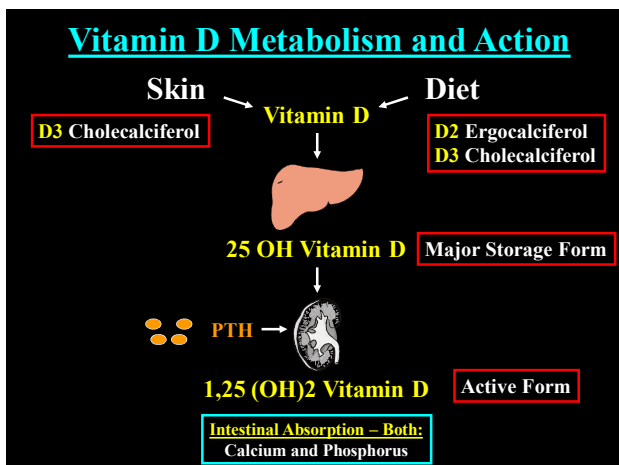 Vitamin D Metabolism and Action
Skin
Diet
Vitamin D
D3 Cholecalciferol
D2 Ergocalciferol
D3 Cholecalciferol
25 OH Vitamin D
Major Storage Form
PTH
1,25 (OH)2 Vitamin D
Active Form
Intestinal Absorption – Both:
Calcium and Phosphorus